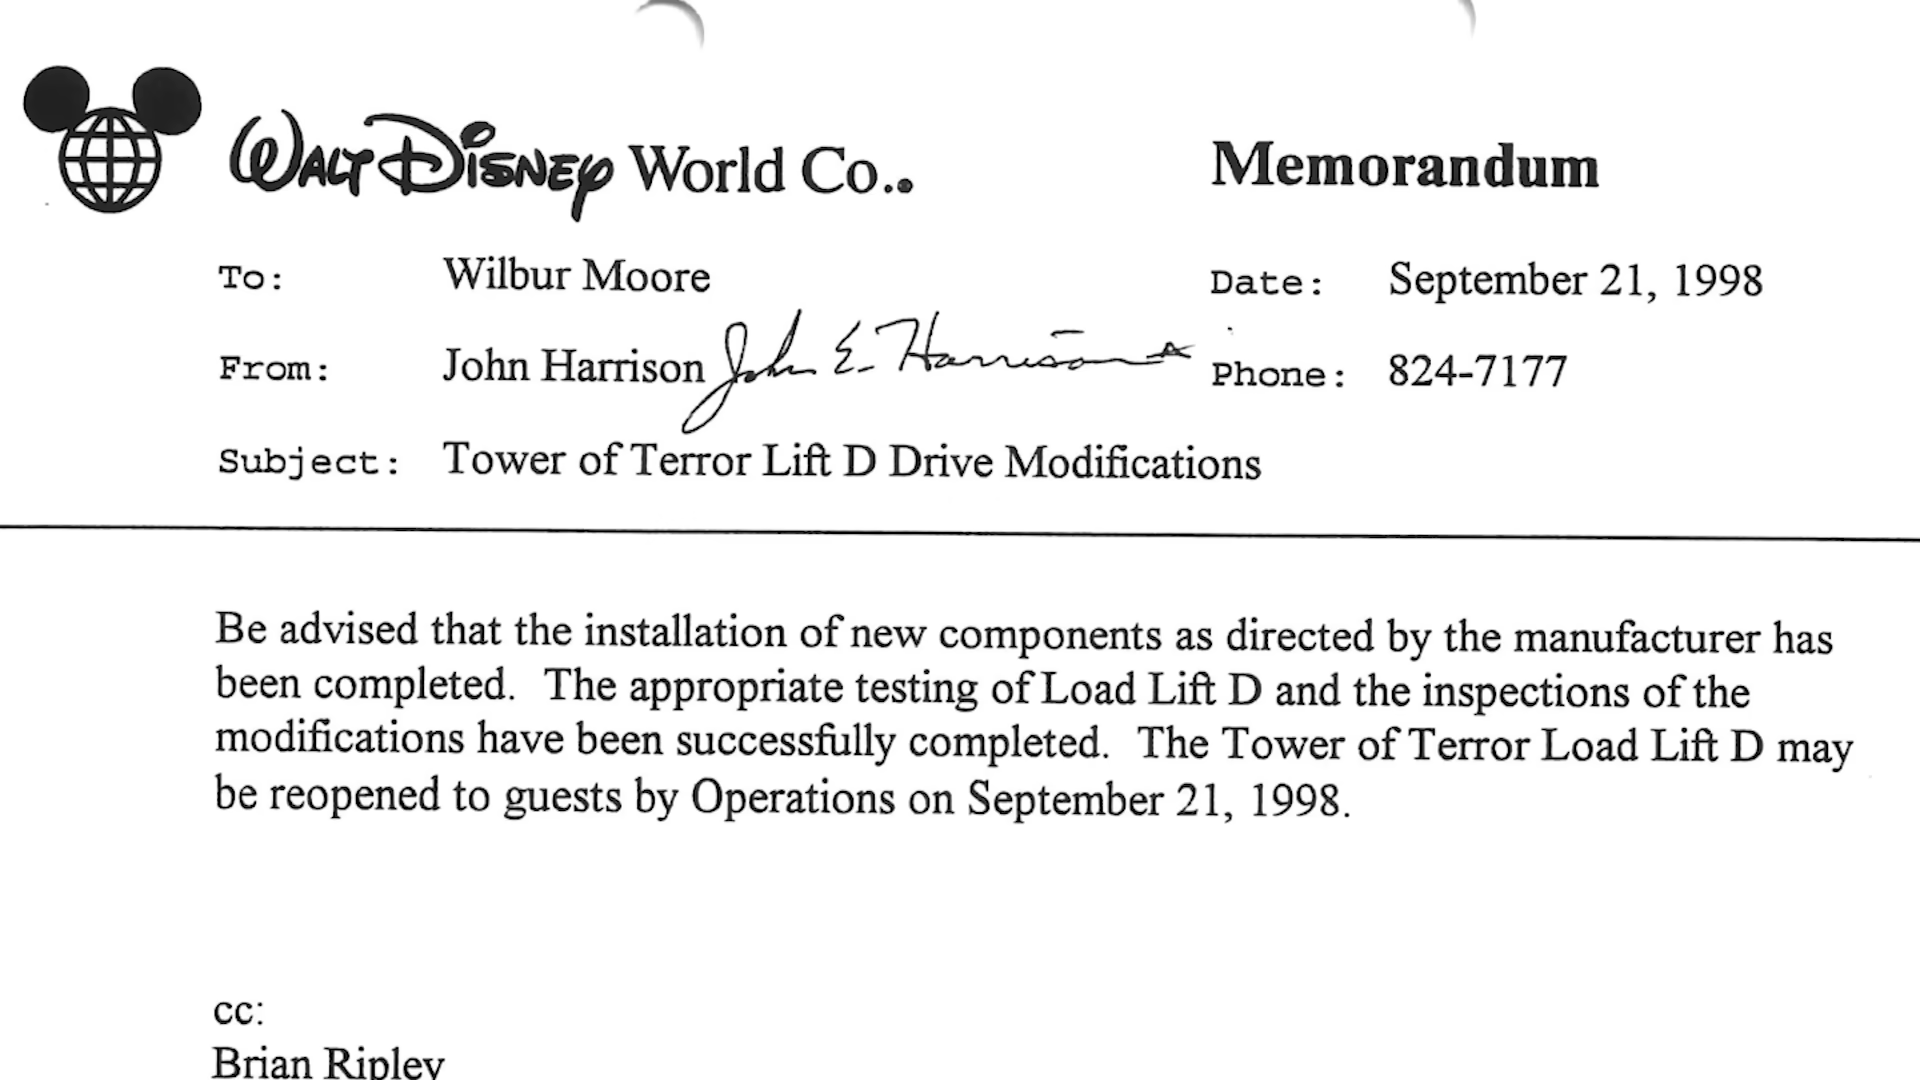 Walt Disney World Co.. Memorandum
To: Wilbur Moore Date: September 21, 1998
From: John Harrison John E. Harrison Phone: 824-7177
Subject: Tower of Terror Lift D Drive Modifications
Be advised that the installation of new components as directed by the manufacturer has
been completed. The appropriate testing of Load Lift D and the inspections of the
modifications have been successfully completed. The Tower of Terror Load Lift D may
be reopened to guests by Operations on September 21, 1998.
cc:
Brian Ripley